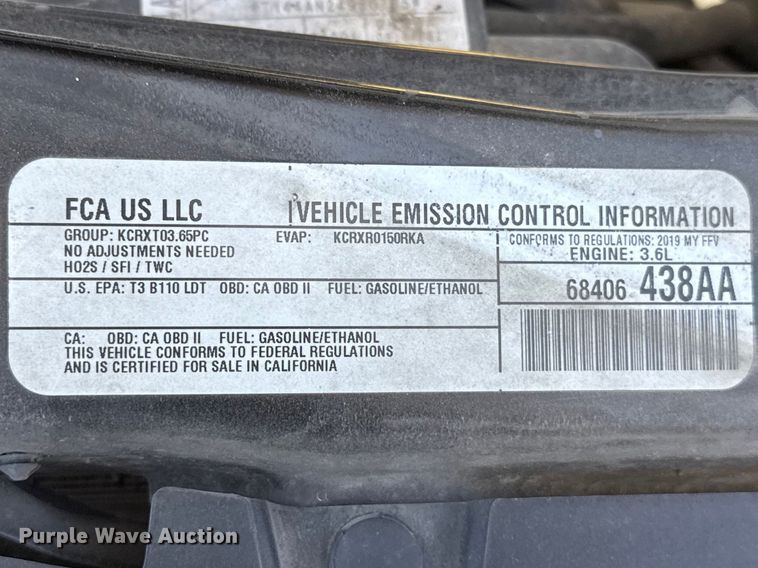 FCA US LLC
VEHICLE EMISSION CONTROL INFORMATION
GROUP: KCRXT03.65PC EVAP: KCRXR0150RKA
CONFORMS TO REGULATIONS: 2019 MY FFV
NO ADJUSTMENTS NEEDED
ENGINE: 3.6L
HO2S / SFI / TWC
U.S. EPA: T3 B110 LDT OBD: CA OBD II FUEL: GASOLINE/ETHANOL
68406 438AA
CA: OBD: CA OBD II FUEL: GASOLINE/ETHANOL
THIS VEHICLE CONFORMS TO FEDERAL REGULATIONS
AND IS CERTIFIED FOR SALE IN CALIFORNIA
Purple Wave Auction